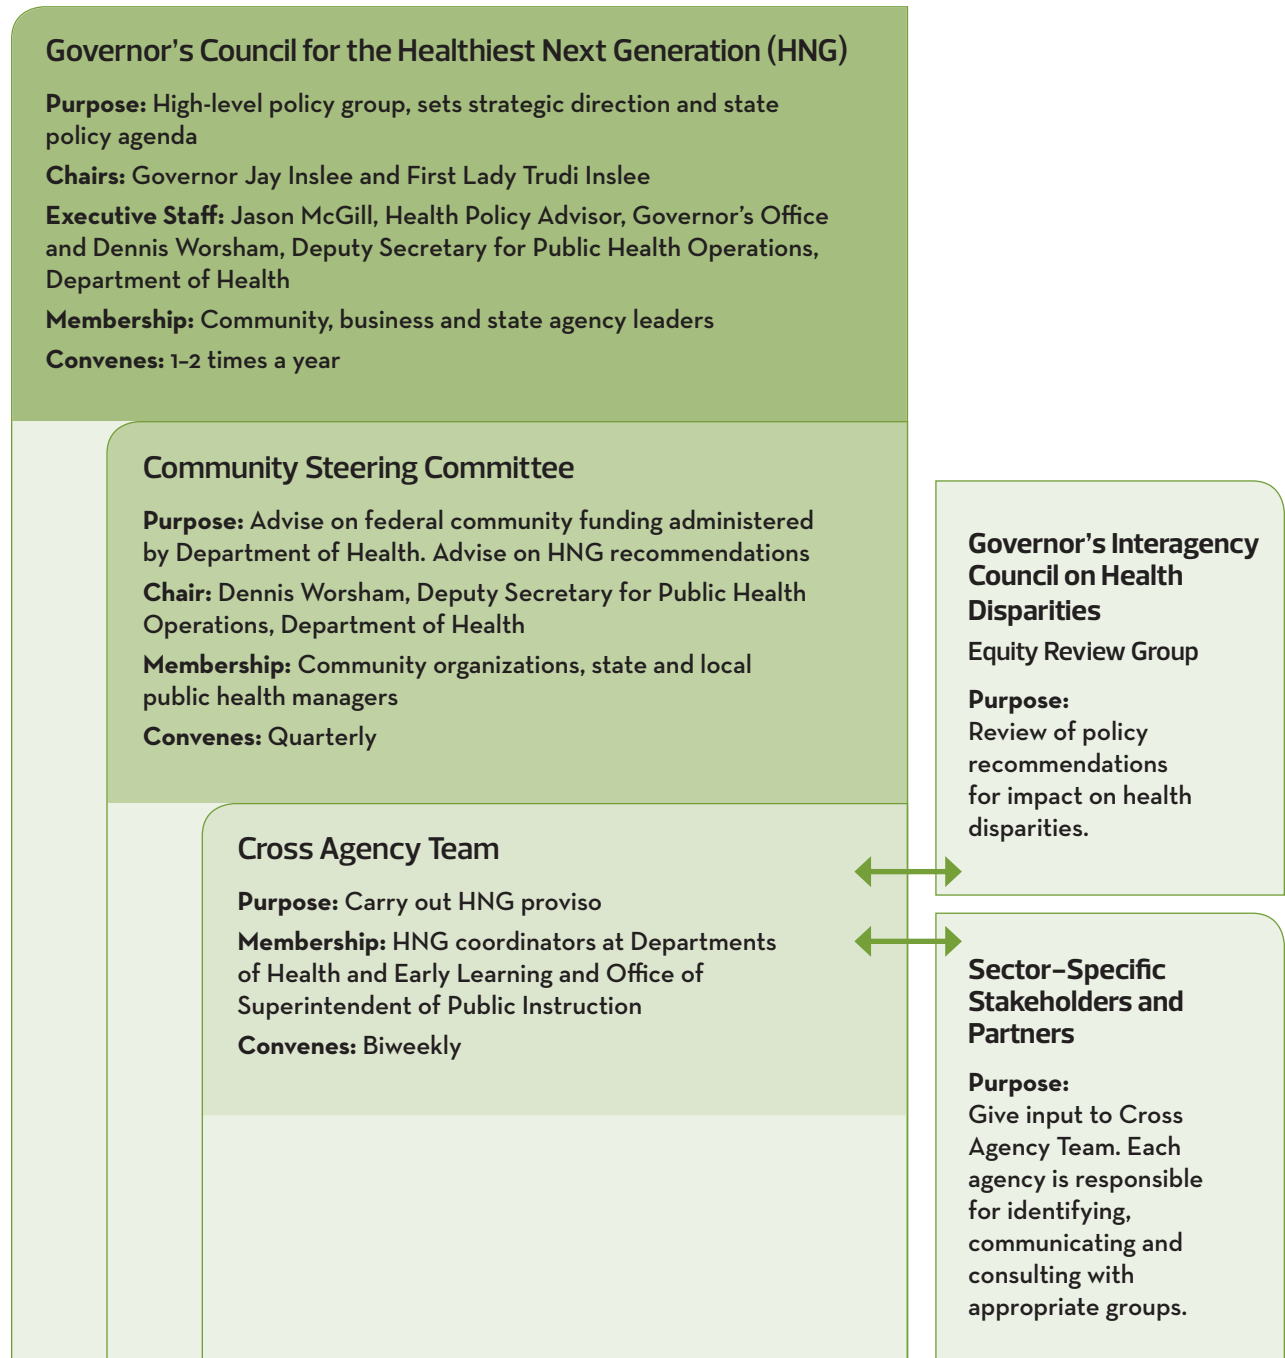 Governor’s Council for the Healthiest Next Generation (HNG)
Purpose: High-level policy group, sets strategic direction and state
policy agenda
Chairs: Governor Jay Inslee and First Lady Trudi Inslee
Executive Staff: Jason McGill, Health Policy Advisor, Governor’s Office
and Dennis Worsham, Deputy Secretary for Public Health Operations,
Department of Health
Membership: Community, business and state agency leaders
Convenes: 1–2 times a year
Community Steering Committee
Purpose: Advise on federal community funding administered
by Department of Health. Advise on HNG recommendations
Chair: Dennis Worsham, Deputy Secretary for Public Health
Operations, Department of Health
Membership: Community organizations, state and local
public health managers
Convenes: Quarterly
Cross Agency Team
Purpose: Carry out HNG proviso
Membership: HNG coordinators at Departments
of Health and Early Learning and Office of
Superintendent of Public Instruction
Convenes: Biweekly
Governor’s Interagency
Council on Health
Disparities
Equity Review Group
Purpose:
Review of policy
recommendations
for impact on health
disparities.
Sector–Specific
Stakeholders and
Partners
Purpose:
Give input to Cross
Agency Team. Each
agency is responsible
for identifying,
communicating and
consulting with
appropriate groups.